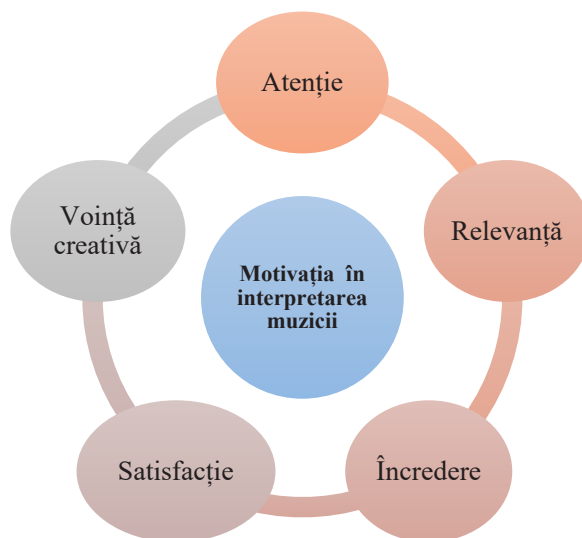 Atenție
Voință
creativă
Relevanță
Motivația în
interpretarea
muzicii
Satisfacție
Încredere